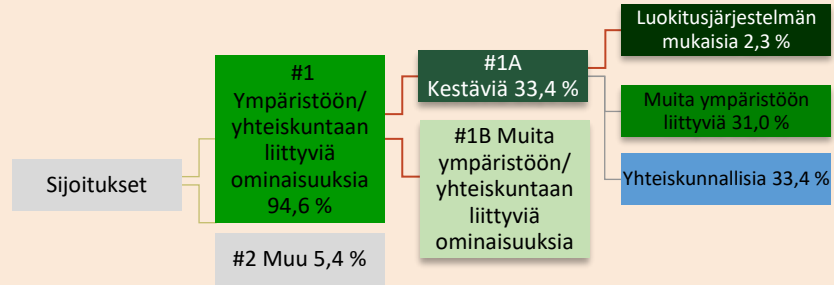 Sijoitukset
#1
Ympäristöön/
yhteiskuntaan
liittyviä
ominaisuuksia
94,6 %
#2 Muu 5,4 %
#1A
Kestäviä 33,4 %
#1B Muita
ympäristöön/
yhteiskuntaan
liittyviä
ominaisuuksia
Luokitusjärjestelmän
mukaisia 2,3 %
Muita ympäristöön
liittyviä 31,0 %
Yhteiskunnallisia 33,4 %